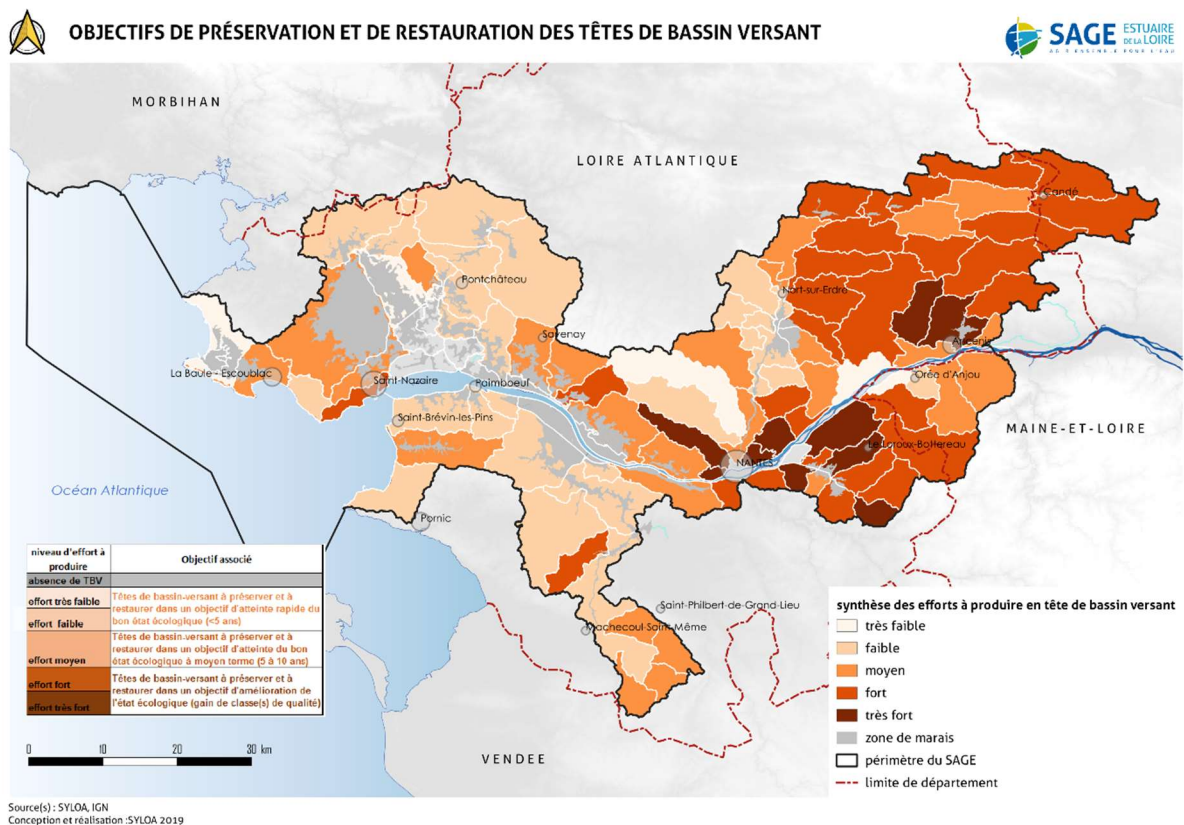 OBJECTIFS DE PRÉSERVATION ET DE RESTAURATION DES TÊTES DE BASSIN VERSANT
SAGE ESTUAIRE DE LA LOIRE
MORBIHAN
LOIRE ATLANTIQUE
Candé
Pontchâteau
Nort-sur-Erdre
Savenay
Ancenis
La Baule - Escoublac
Saint-Nazaire
Paimboeuf
Orée d'Anjou
Saint-Brévin-les-Pins
MAINE-ET-LOIRE
Le Loroux-Bottereau
NANTES
Océan Atlantique
Pornic
niveau d'effort à produire
Objectif associé
absence de TBV
effort très faible
effort faible
Têtes de bassin-versant à préserver et à
restaurer dans un objectif d'atteinte rapide du
bon état écologique (<5 ans)
effort moyen
Têtes de bassin-versant à préserver et à
restaurer dans un objectif d'atteinte du bon
état écologique à moyen terme (5 à 10 ans)
effort fort
effort très fort
Têtes de bassin-versant à préserver et à
restaurer dans un objectif d'amélioration de
l'état écologique (gain de classe(s) de qualité)
Saint-Philbert-de-Grand-Lieu
Machecoul-Saint-Même
synthèse des efforts à produire en tête de bassin versant
très faible
faible
moyen
fort
très fort
zone de marais
périmètre du SAGE
limite de département
0 10 20 30 km
VENDEE
Source(s) : SYLOA, IGN
Conception et réalisation :SYLOA 2019